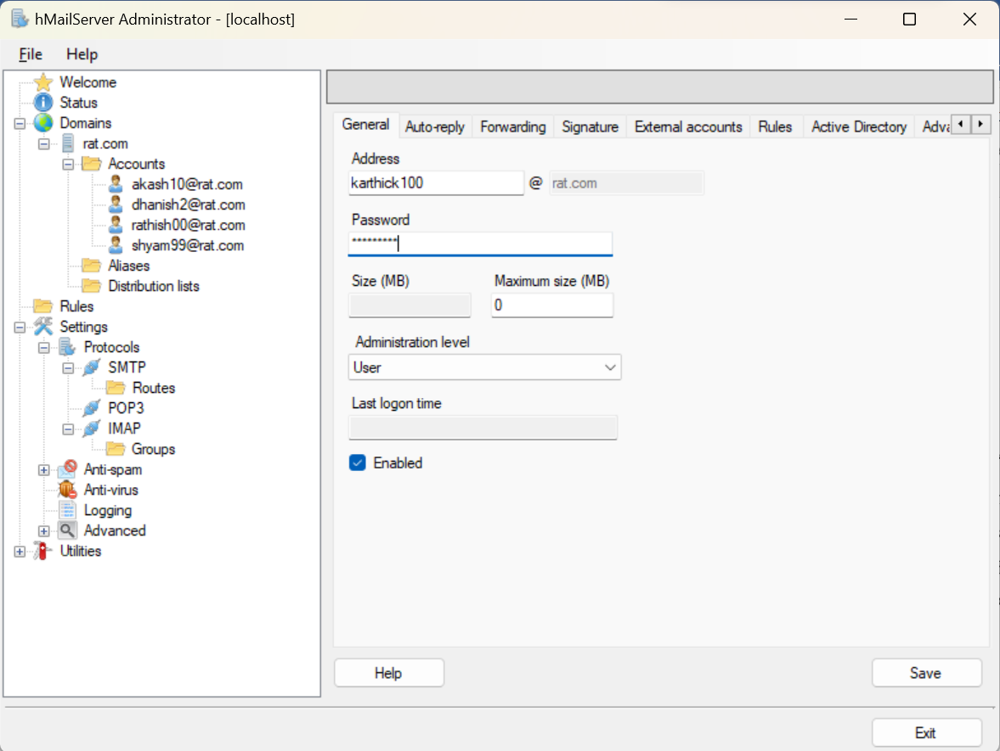 hMailServer Administrator - [localhost]
File Help
Welcome
Status
Domains
rat.com
Accounts
akash10@rat.com
dhanish2@rat.com
rathish00@rat.com
shyam99@rat.com
Aliases
Distribution lists
Rules
Settings
Protocols
SMTP
Routes
POP3
IMAP
Groups
Anti-spam
Anti-virus
Logging
Advanced
Utilities
General Auto-reply Forwarding Signature External accounts Rules Active Directory Adva
Address
karthick100 @ rat.com
Password
*********
Size (MB) Maximum size (MB)
0
Administration level
User
Last logon time
Enabled
Help Save
Exit